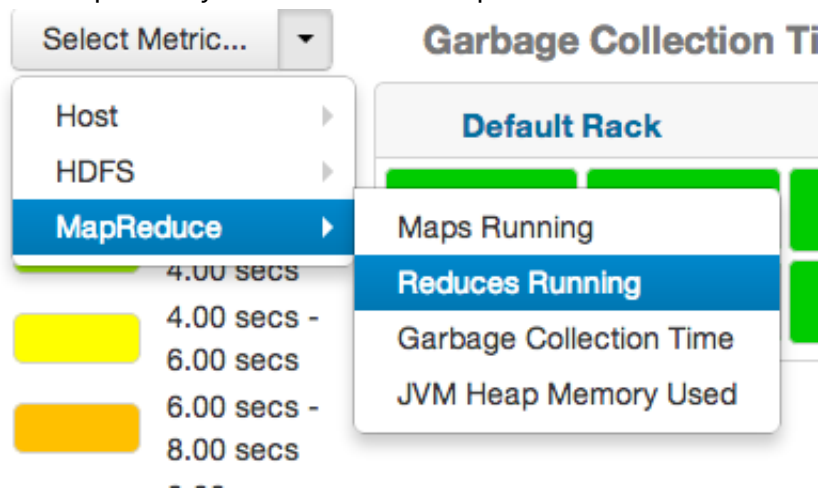 Select Metric...
Garbage Collection Ti
Host
Default Rack
HDFS
MapReduce
Maps Running
4.00 secs
Reduces Running
4.00 secs -
Garbage Collection Time
6.00 secs
JVM Heap Memory Used
6.00 secs -
8.00 secs